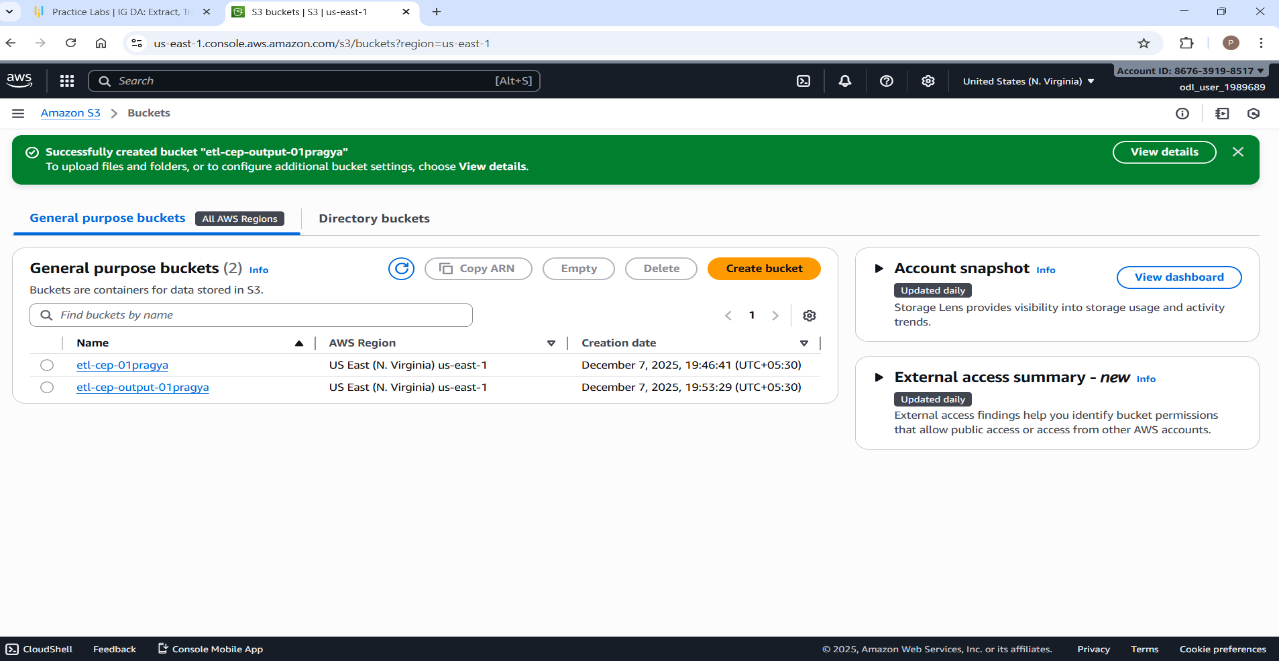 Practice Labs | IG DA: Extract, Tr
S3 buckets | S3 | us-east-1
us-east-1.console.aws.amazon.com/s3/buckets?region=us-east-1
P
aws
Search
[Alt+S]
United States (N. Virginia)
Account ID: 8676-3919-8517
odl_user_1989689
Amazon S3
Buckets
Successfully created bucket "etl-cep-output-01pragya"
To upload files and folders, or to configure additional bucket settings, choose View details.
View details
General purpose buckets
All AWS Regions
Directory buckets
General purpose buckets (2) Info
Copy ARN
Empty
Delete
Create bucket
Buckets are containers for data stored in S3.
Find buckets by name
1
Name
AWS Region
Creation date
etl-cep-01pragya
US East (N. Virginia) us-east-1
December 7, 2025, 19:46:41 (UTC+05:30)
etl-cep-output-01pragya
US East (N. Virginia) us-east-1
December 7, 2025, 19:53:29 (UTC+05:30)
Account snapshot Info
View dashboard
Updated daily
Storage Lens provides visibility into storage usage and activity
trends.
External access summary - new Info
Updated daily
External access findings help you identify bucket permissions
that allow public access or access from other AWS accounts.
CloudShell
Feedback
Console Mobile App
© 2025, Amazon Web Services, Inc. or its affiliates.
Privacy
Terms
Cookie preferences